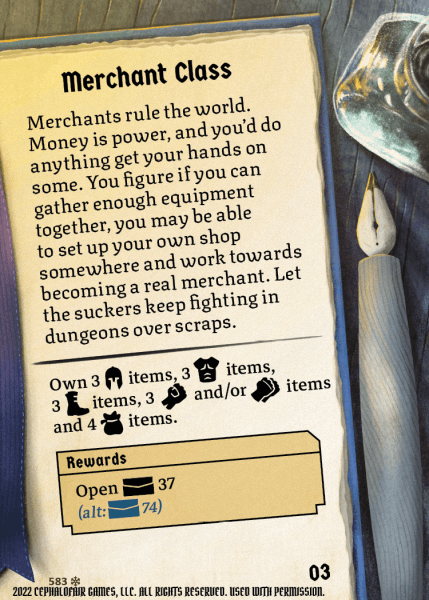 Merchant Class
Merchants rule the world.
Money is power, and you'd do
anything get your hands on
some. You figure if you can
gather enough equipment
together, you may be able
to set up your own shop
somewhere and work towards
becoming a real merchant. Let
the suckers keep fighting in
dungeons over scraps.
Own 3 items, 3 items,
3 items, 3 and/or items
and 4 items.
Rewards
Open 37
(alt: 74)
03
583
2022 CEPHALOFAIR GAMES, LLC. ALL RIGHTS RESERVED. USED WITH PERMISSION.